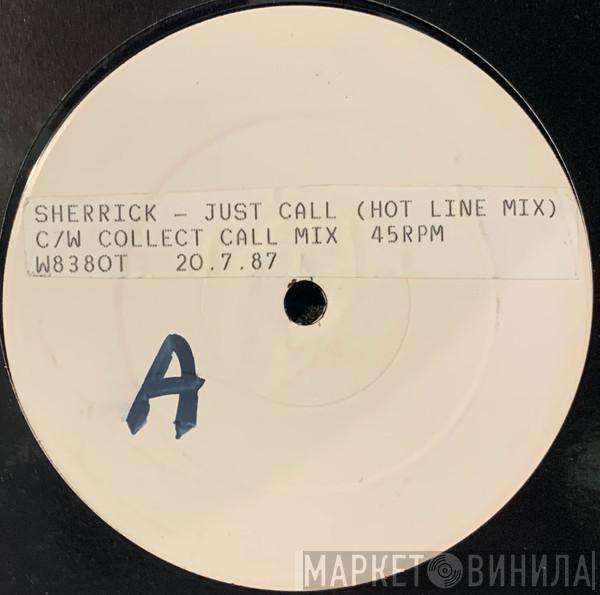 SHERRICK – JUST CALL (HOT LINE MIX)
C/W COLLECT CALL MIX 45RPM
W8380T 20.7.87
A
МАРКЕТ ВИНИЛА